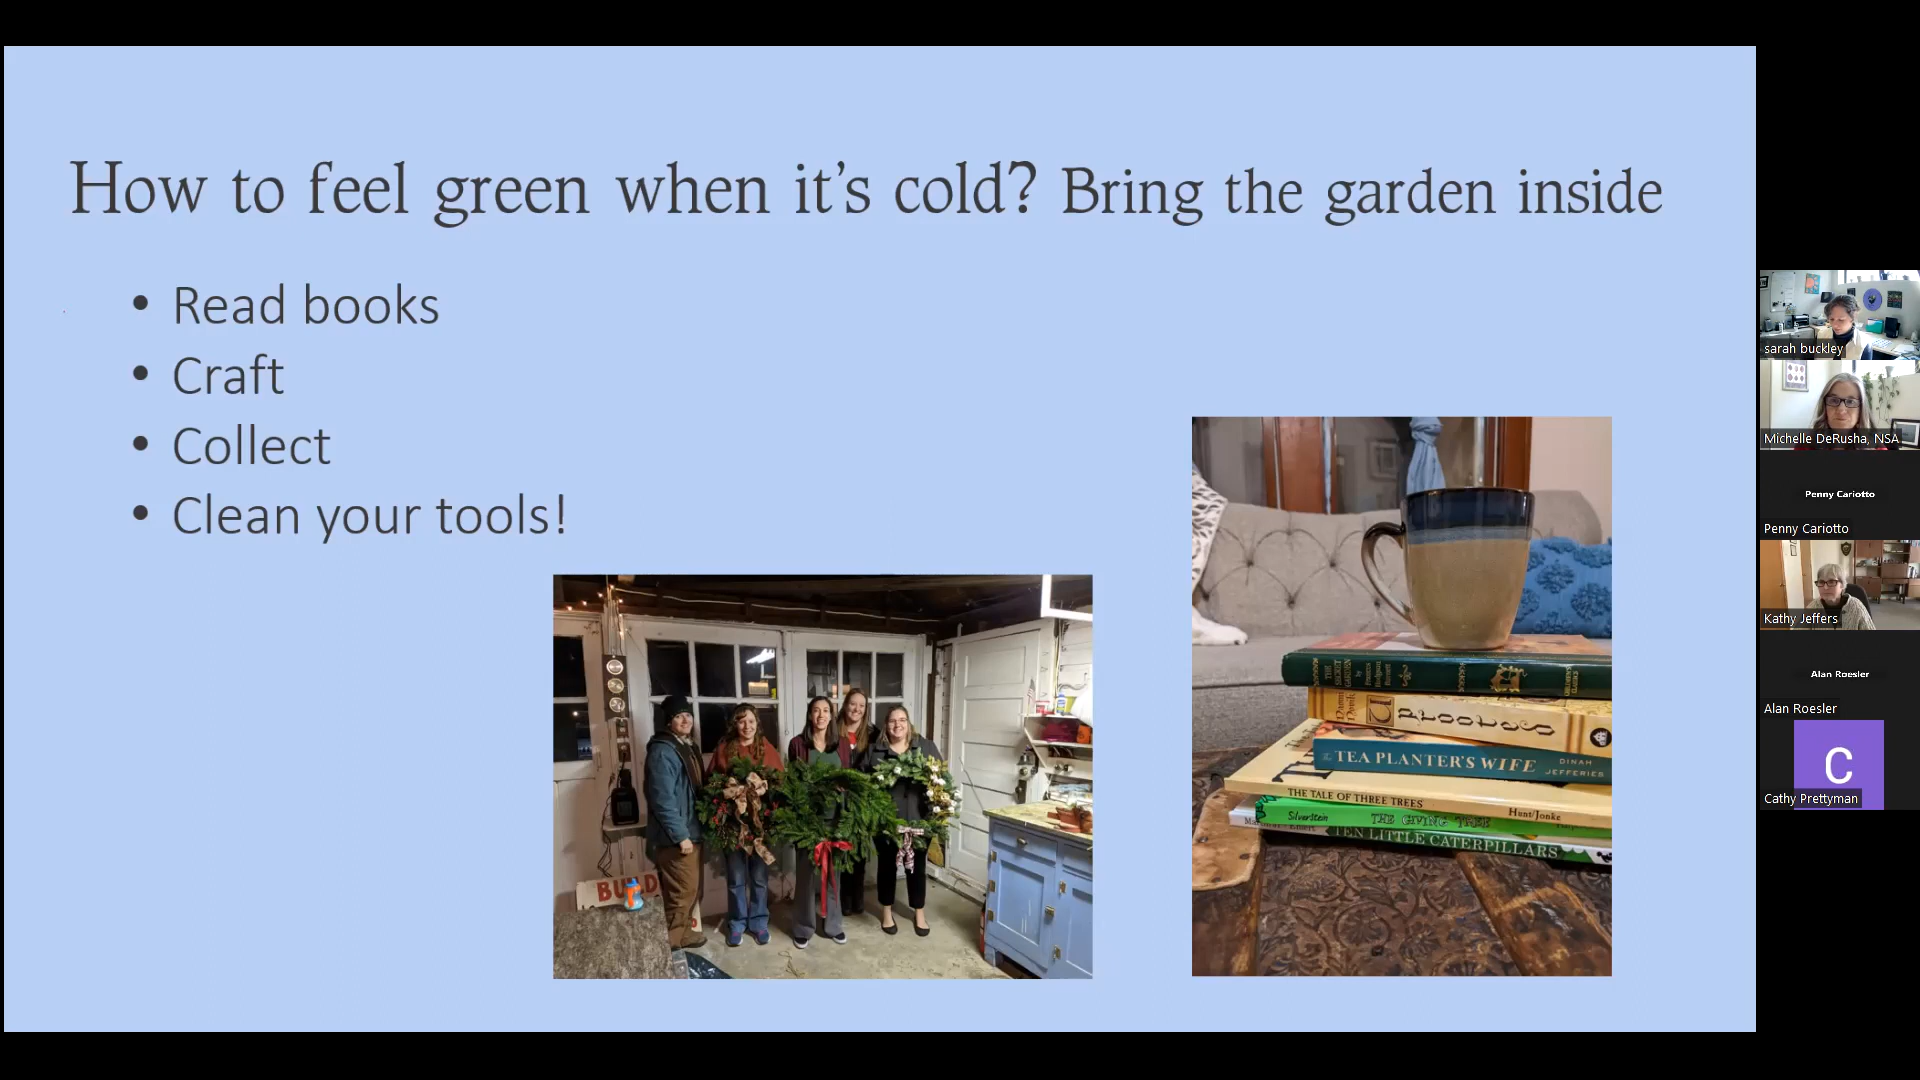 How to feel green when it's cold? Bring the garden inside
• Read books
• Craft
• Collect
• Clean your tools!
BUILD
THE SECRET GARDEN
by Frances Hodgson Burnett
TEA PLANTER'S WIFE
DINAH JEFFERIES
THE TALE OF THREE TREES
Hunt/Jonke
Silverstein
THE GIVING TREE
TEN LITTLE CATERPILLARS
sarah buckley
Michelle DeRusha, NSA
Penny Cariotto
Penny Cariotto
Kathy Jeffers
Alan Roesler
Alan Roesler
C
Cathy Prettyman